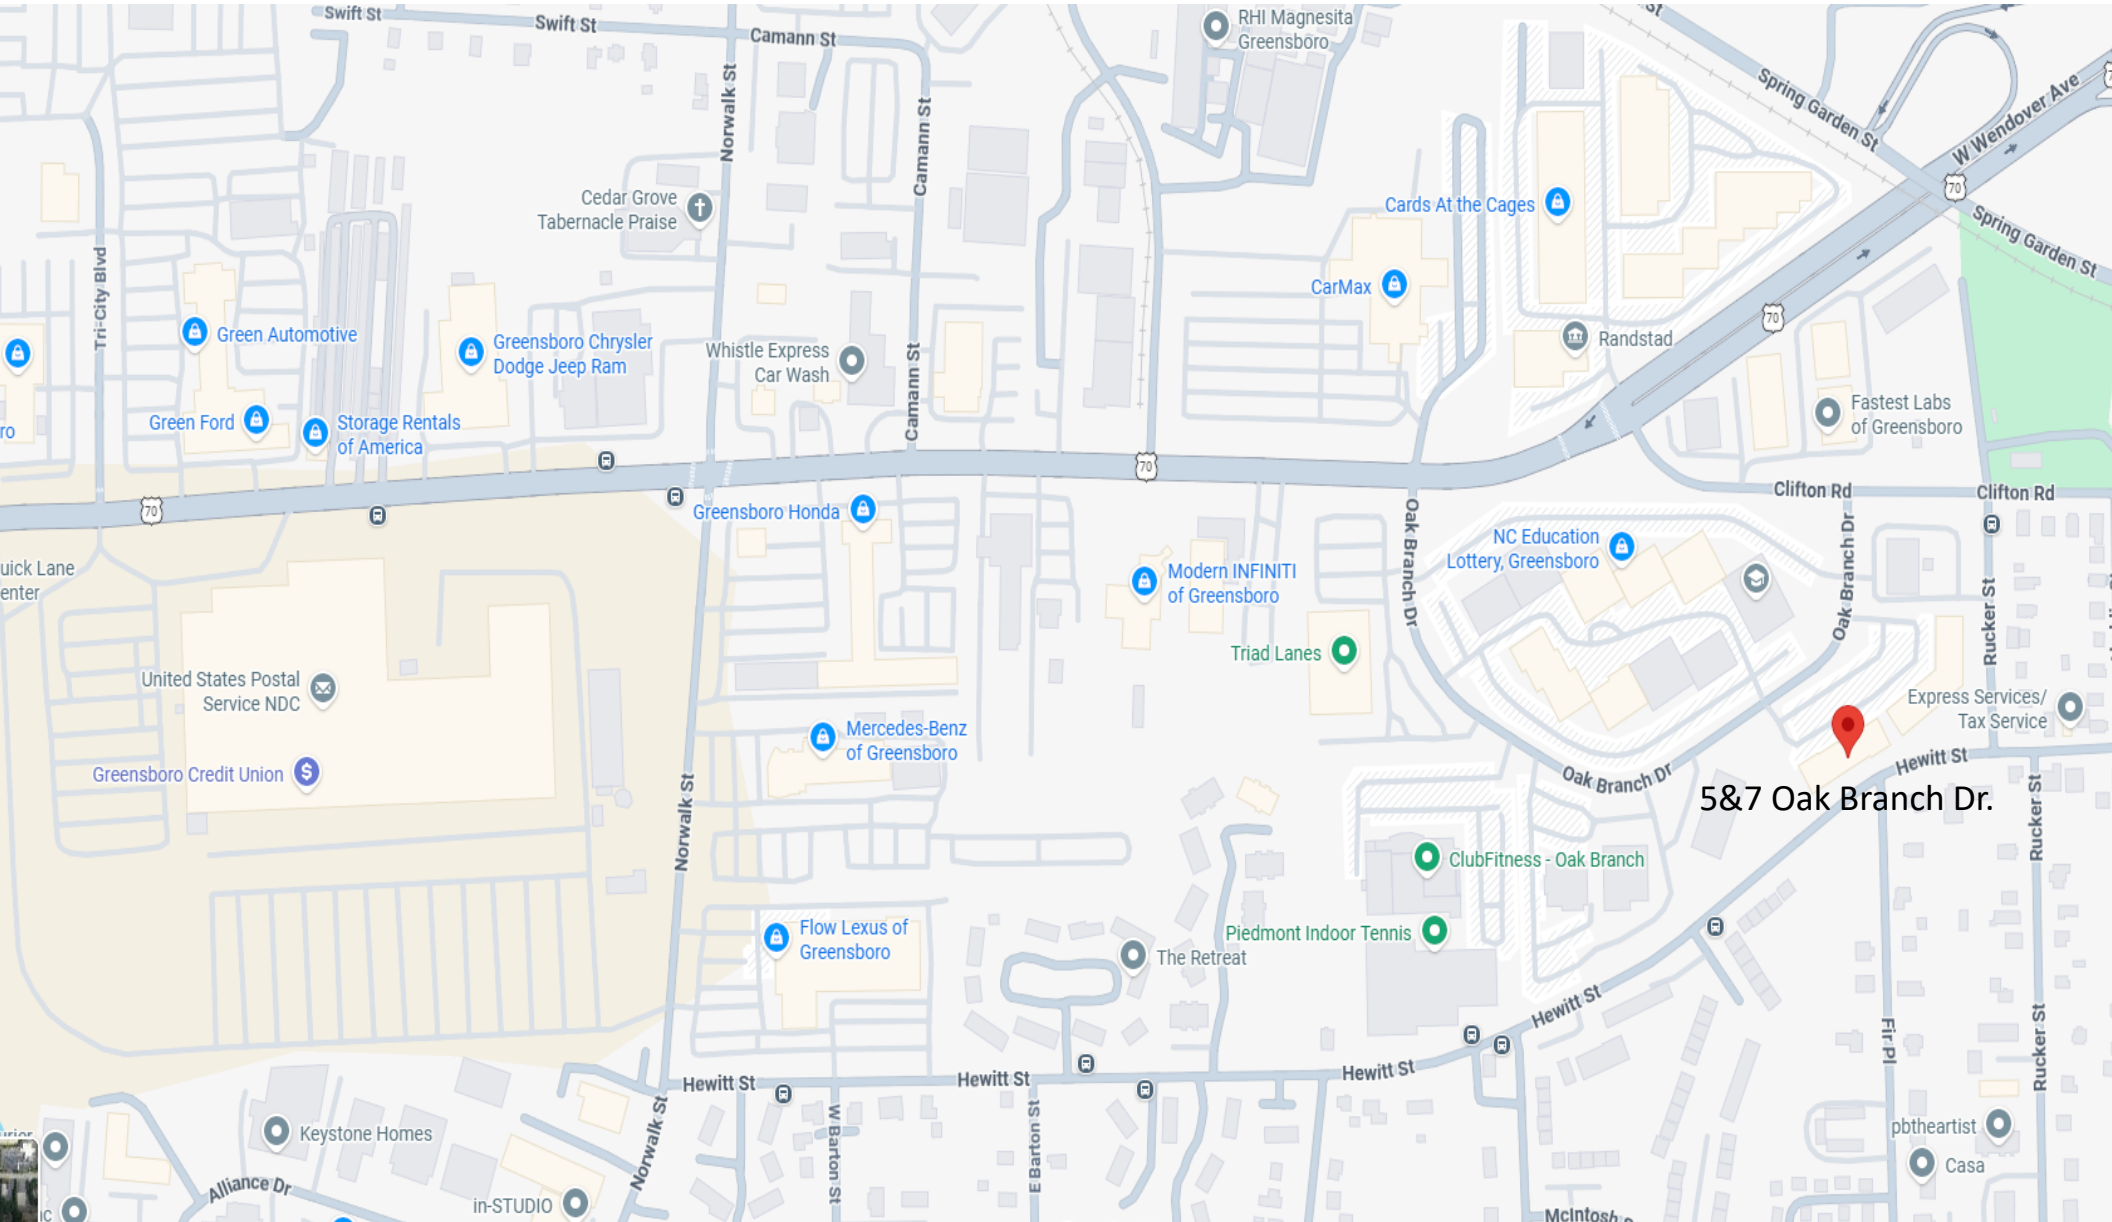 Swift St
Swift St
Camann St
RHI Magnesita
Greensboro
Spring Garden St
W Wendover Ave
Norwalk St
Camann St
Cedar Grove
Tabernacle Praise
Cards At the Cages
70
Spring Garden St
Tri-City Blvd
CarMax
70
Green Automotive
Greensboro Chrysler
Dodge Jeep Ram
Whistle Express
Car Wash
Camann St
Randstad
Green Ford
Storage Rentals
of America
Fastest Labs
of Greensboro
70
70
Greensboro Honda
Clifton Rd
Clifton Rd
Oak Branch Dr
NC Education
Lottery, Greensboro
Oak Branch Dr
Modern INFINITI
of Greensboro
Rucker St
Triad Lanes
United States Postal
Service NDC
Express Services/
Tax Service
Mercedes-Benz
of Greensboro
Greensboro Credit Union
Norwalk St
Oak Branch Dr
Hewitt St
5&7 Oak Branch Dr.
Rucker St
ClubFitness - Oak Branch
Flow Lexus of
Greensboro
Piedmont Indoor Tennis
The Retreat
Hewitt St
Fir Pl
Rucker St
Hewitt St
Hewitt St
Hewitt St
Keystone Homes
Norwalk St
W Barton St
E Barton St
pbtheartist
Casa
Alliance Dr
in-STUDIO
McIntosh